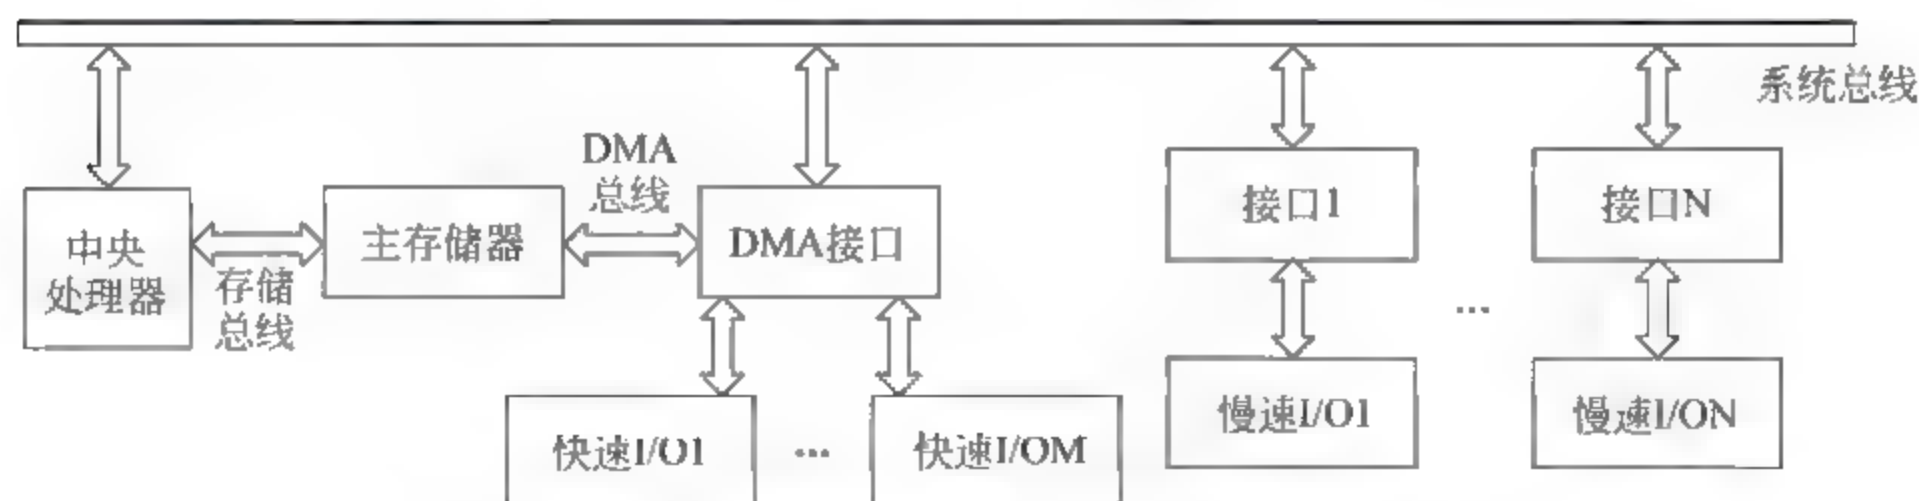 系统总线
DMA
总线
中央
处理器
存储
总线
主存储器
DMA接口
接口1
接口N
...
快速I/O1
...
快速I/OM
慢速I/O1
慢速I/ON